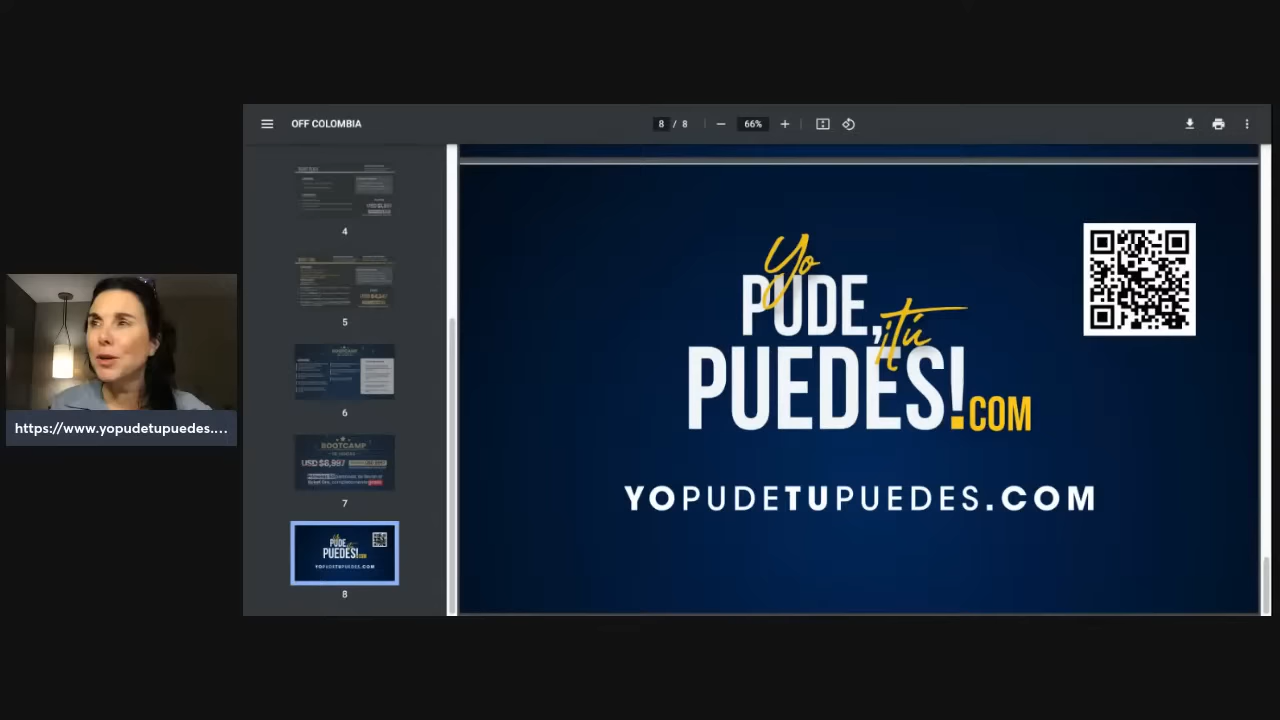 OFF COLOMBIA
8 / 8
66%
4
5
6
BOOTCAMP
USD $8,997
7
8
https://www.yopudetupuedes....
Yo
PUDE,
¡tú
PUEDES!.COM
YOPUDETUPUEDES.COM